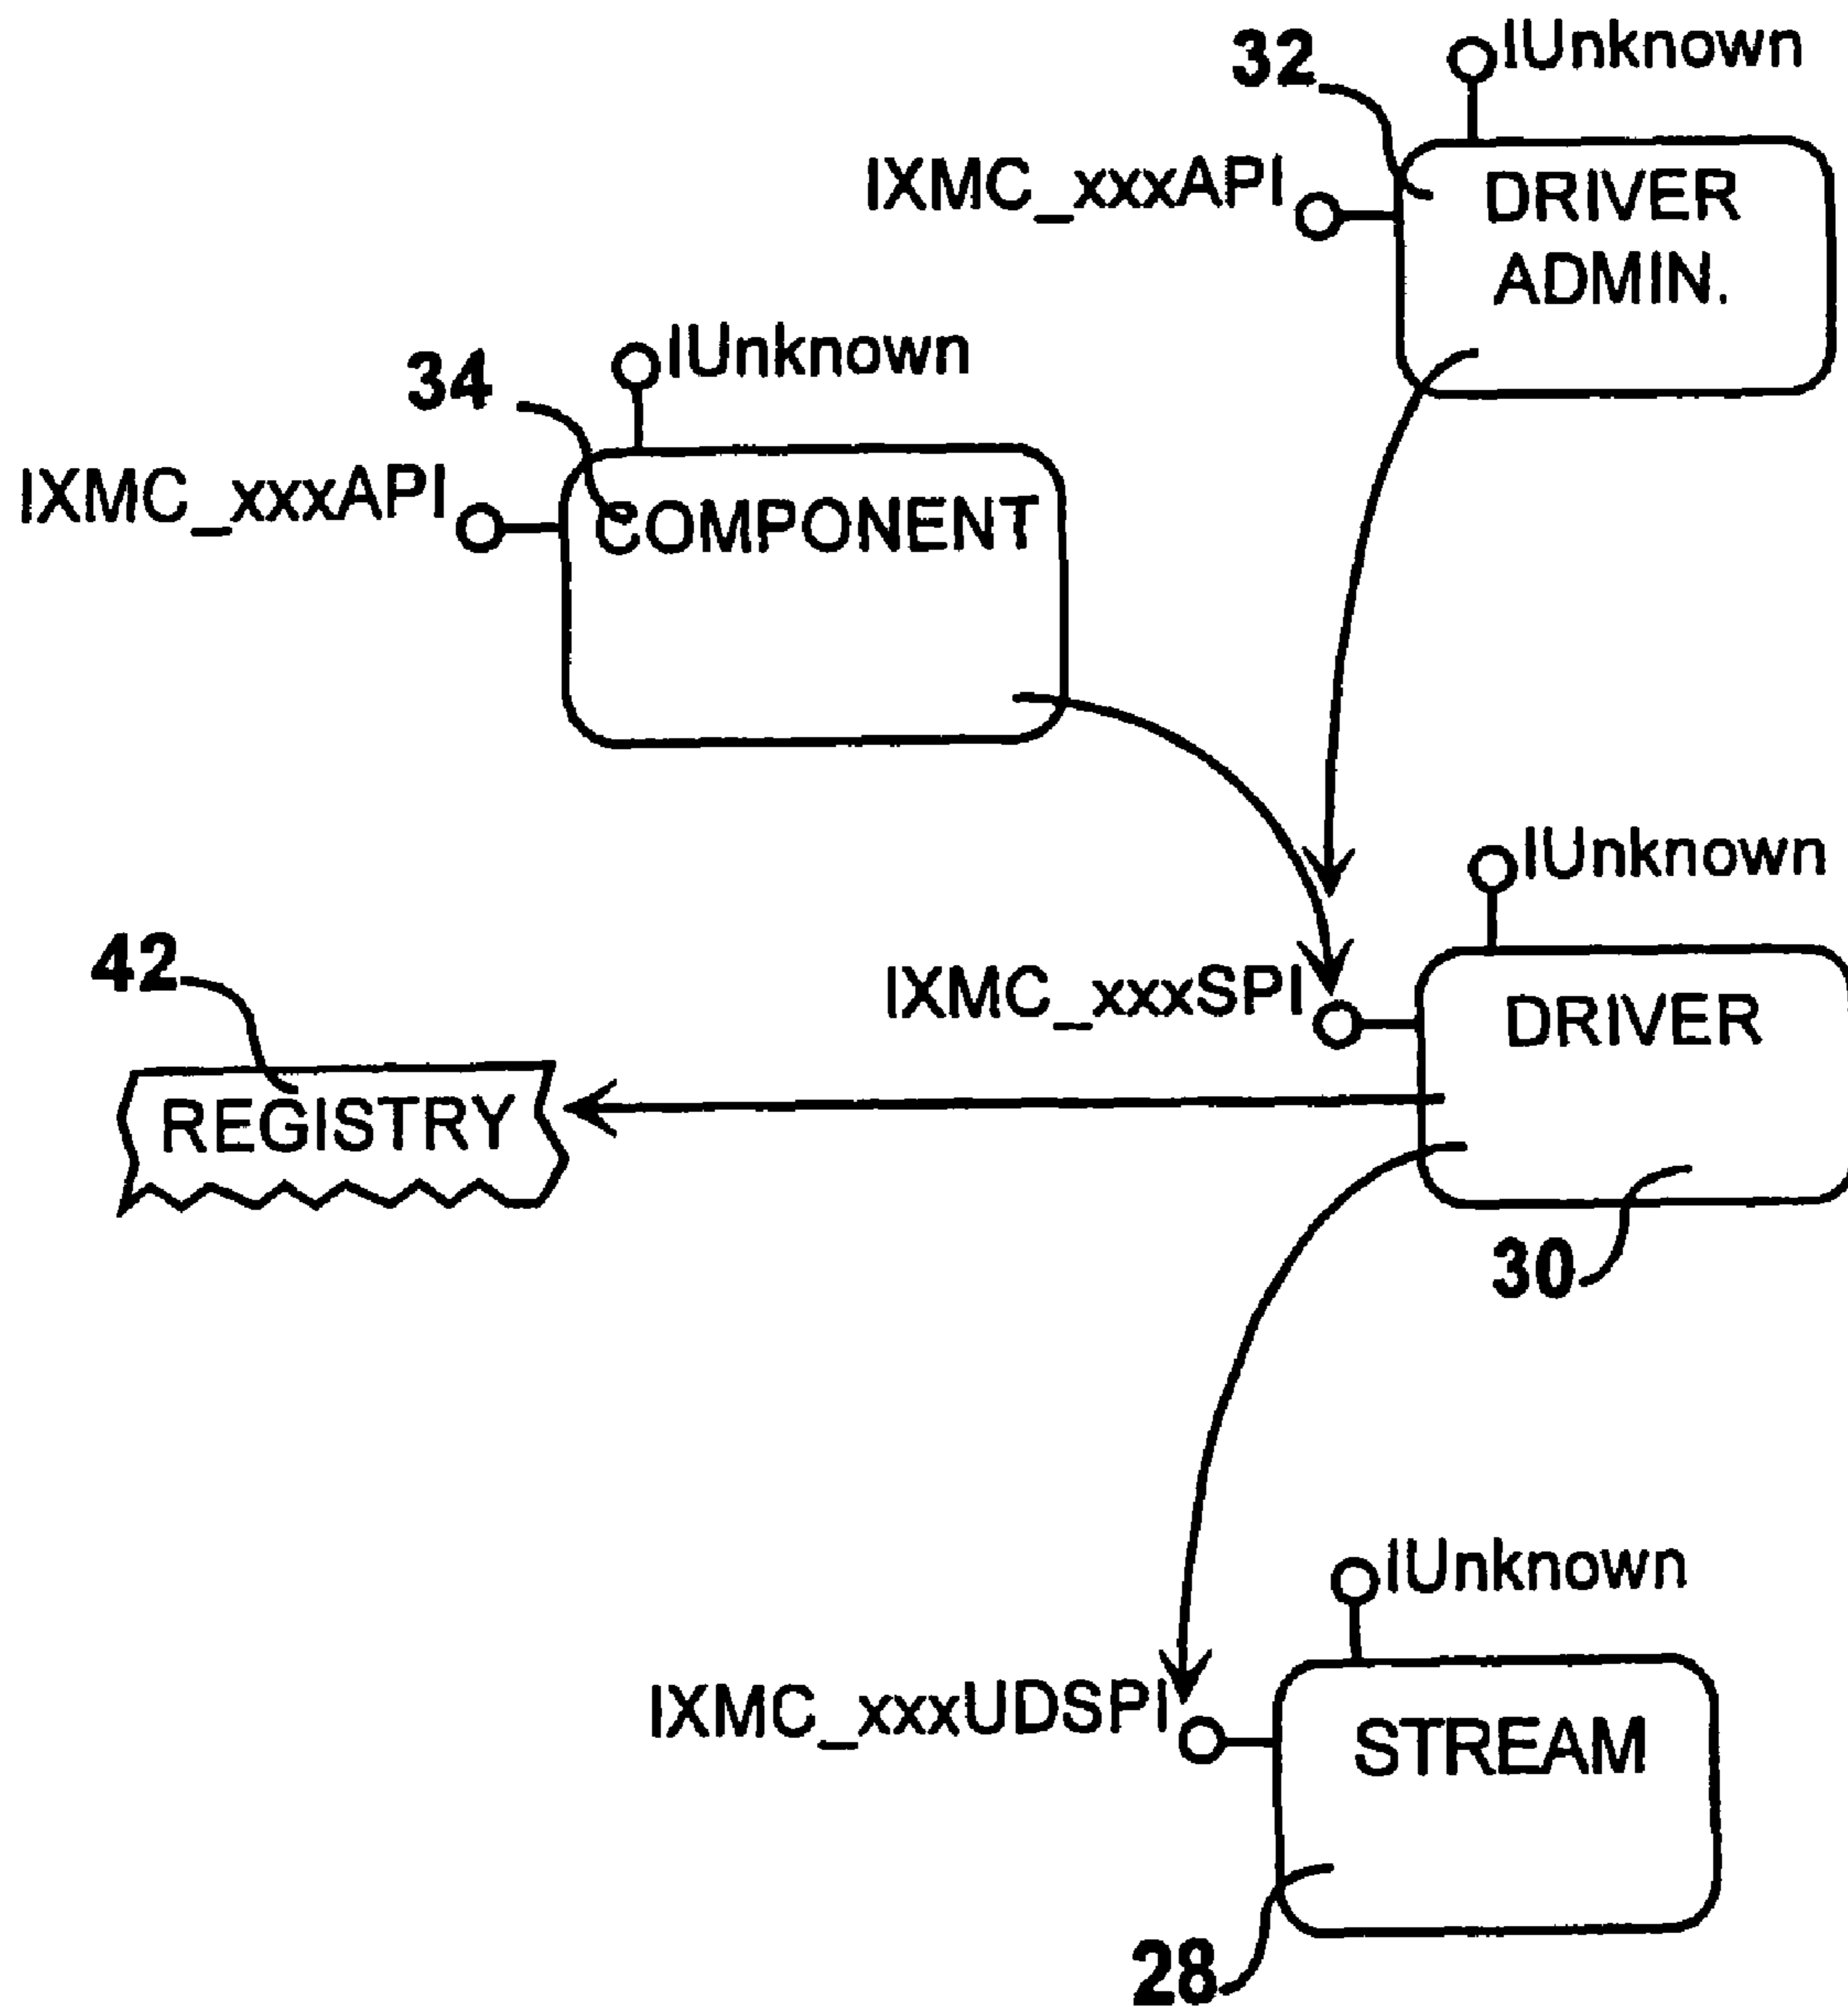 IUnknown
32
IXMC_xxxAPI
DRIVER
ADMIN.
IUnknown
34
IXMC_xxxAPI
COMPONENT
IUnknown
42
IXMC_xxxSPI
DRIVER
REGISTRY
30
IUnknown
IXMC_xxxUDSPI
STREAM
28